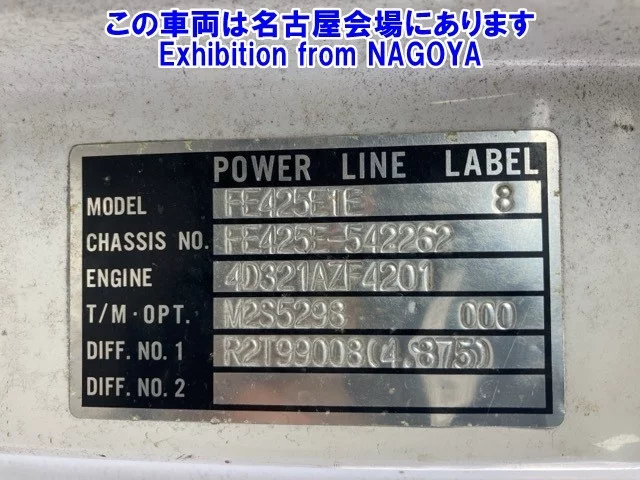 この車両は名古屋会場にあります
Exhibition from NAGOYA
POWER LINE LABEL
MODEL FE425E1E 8
CHASSIS NO. FE425E-542262
ENGINE 4D321AZF4201
T/M·OPT. M2S5298 000
DIFF. NO. 1 R2T99008(4.875)
DIFF. NO. 2